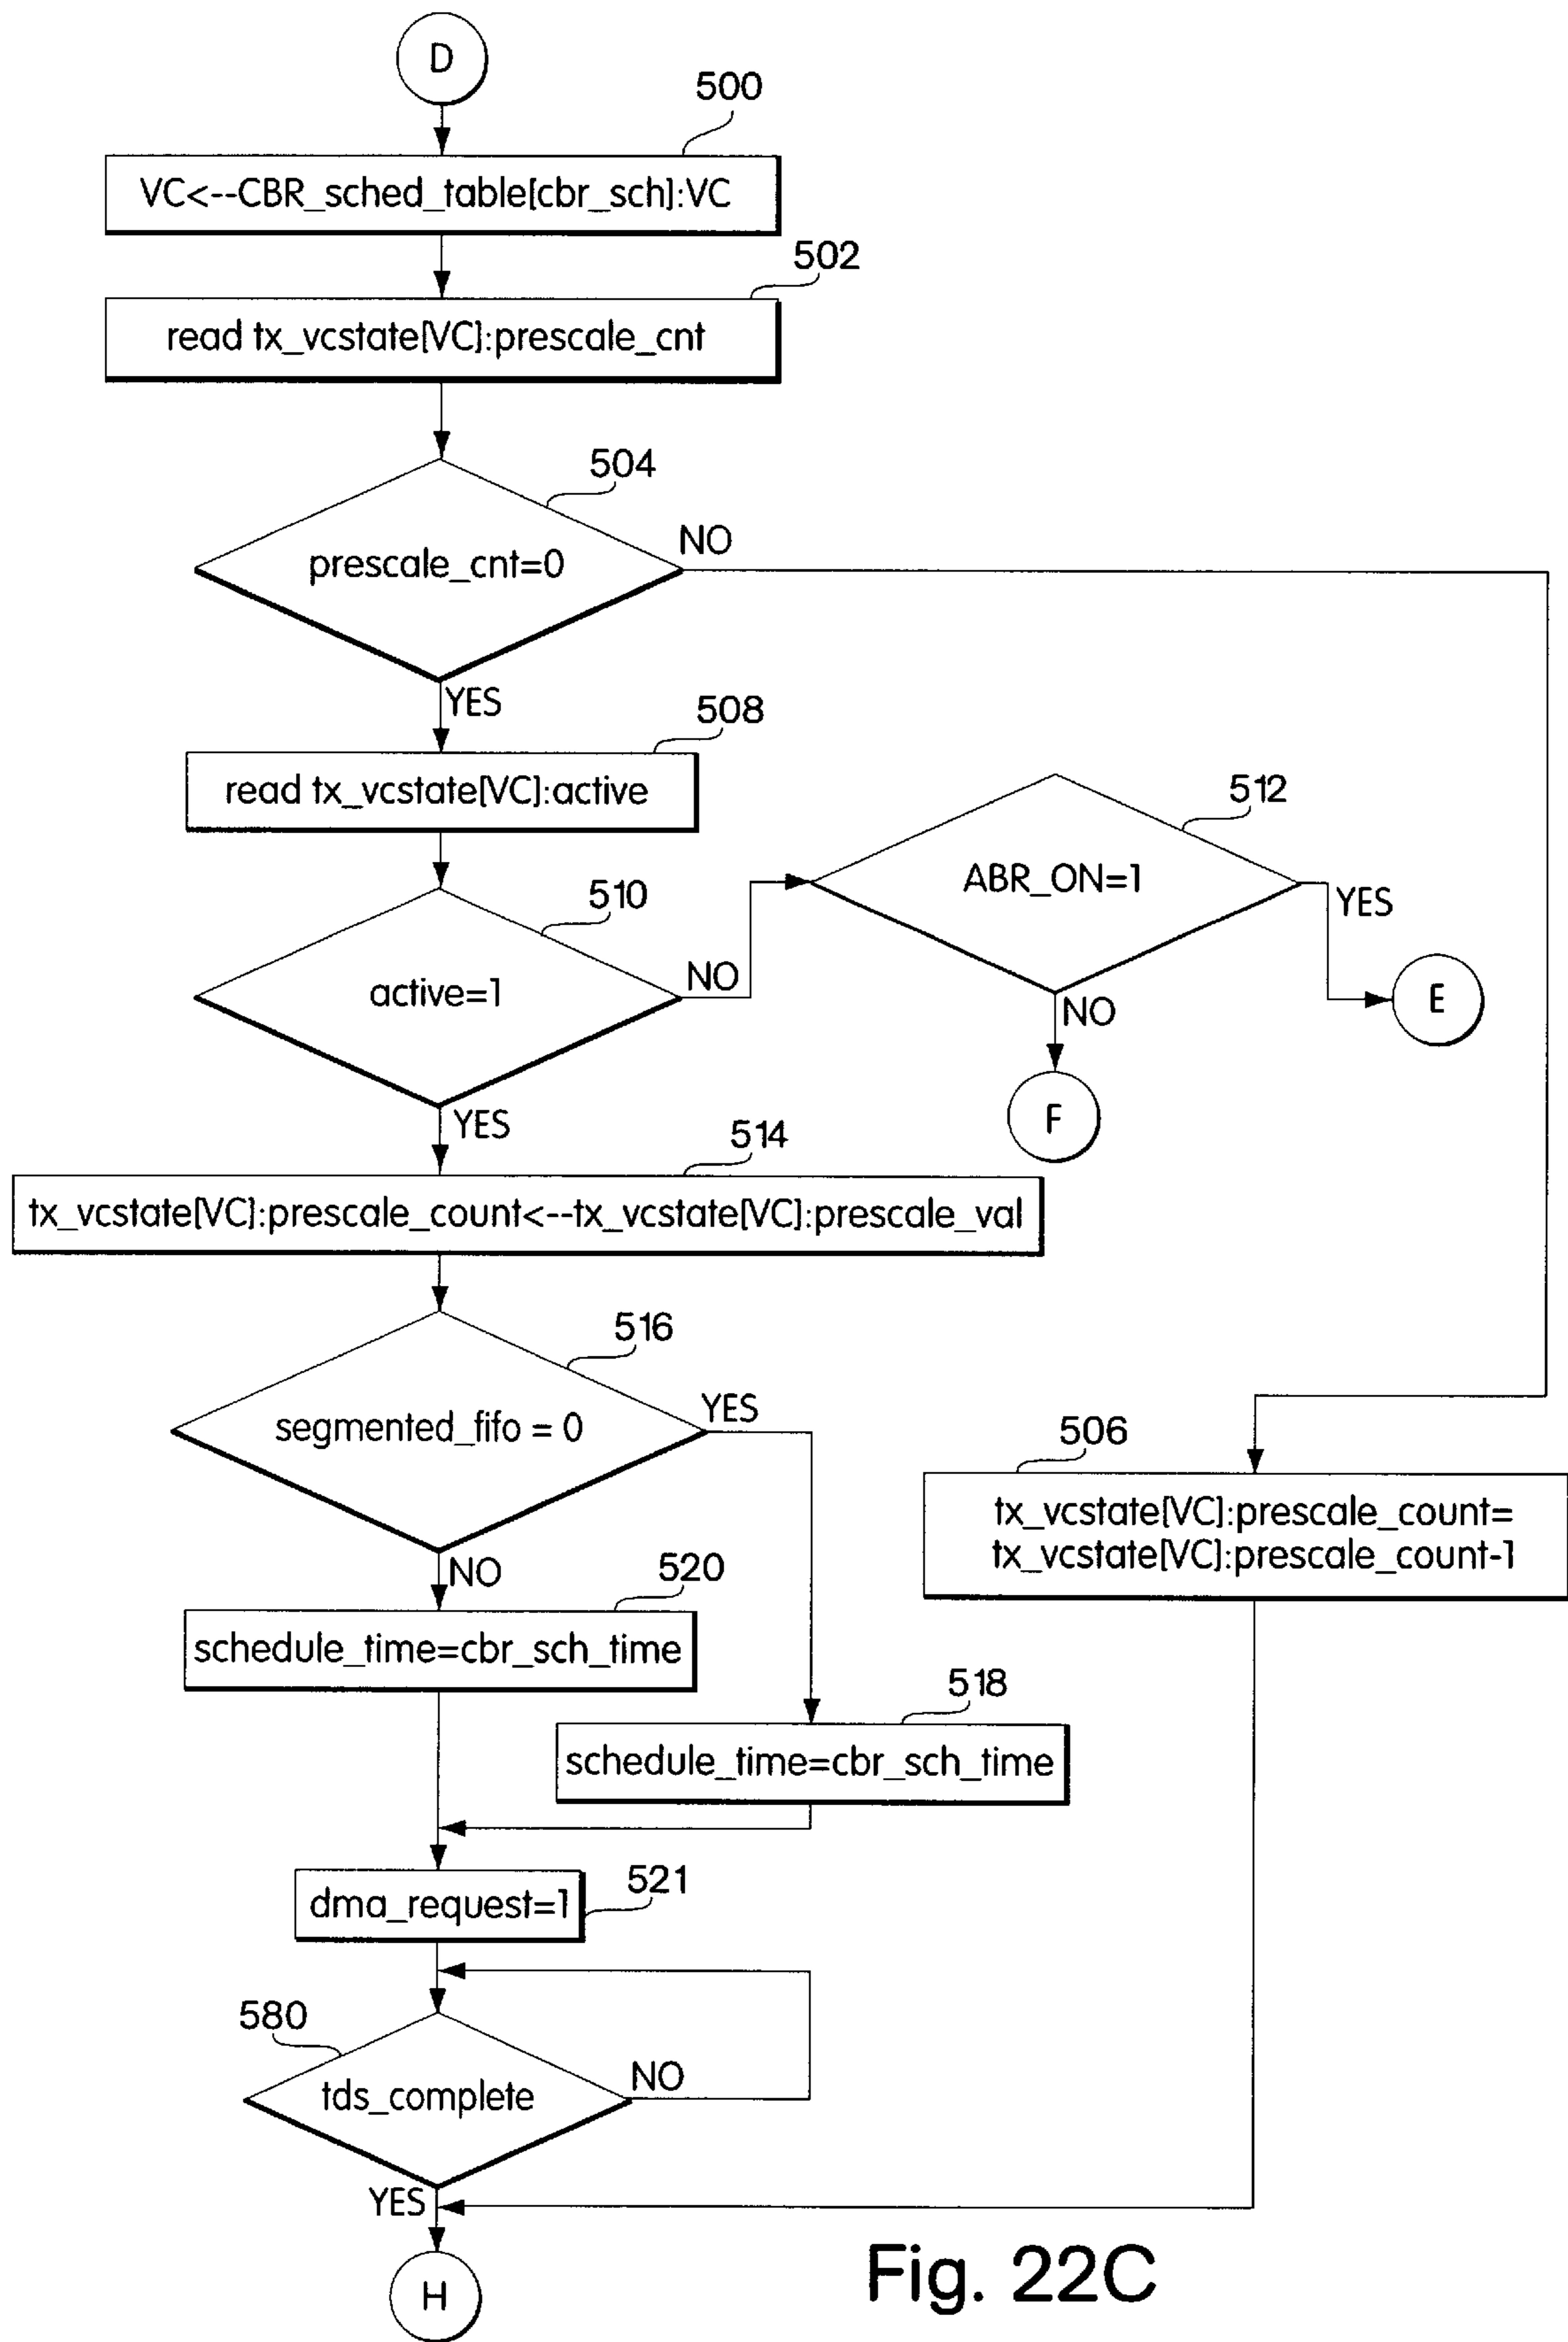 D
500
VC<--CBR_sched_table[cbr_sch]:VC
502
read tx_vcstate[VC]:prescale_cnt
504
prescale_cnt=0
NO
YES
508
read tx_vcstate[VC]:active
512
ABR_ON=1
YES
510
active=1
NO
E
NO
F
YES
514
tx_vcstate[VC]:prescale_count<--tx_vcstate[VC]:prescale_val
516
segmented_fifo = 0
YES
506
tx_vcstate[VC]:prescale_count=
tx_vcstate[VC]:prescale_count-1
NO
520
schedule_time=cbr_sch_time
518
schedule_time=cbr_sch_time
521
dma_request=1
580
tds_complete
NO
YES
H
Fig. 22C